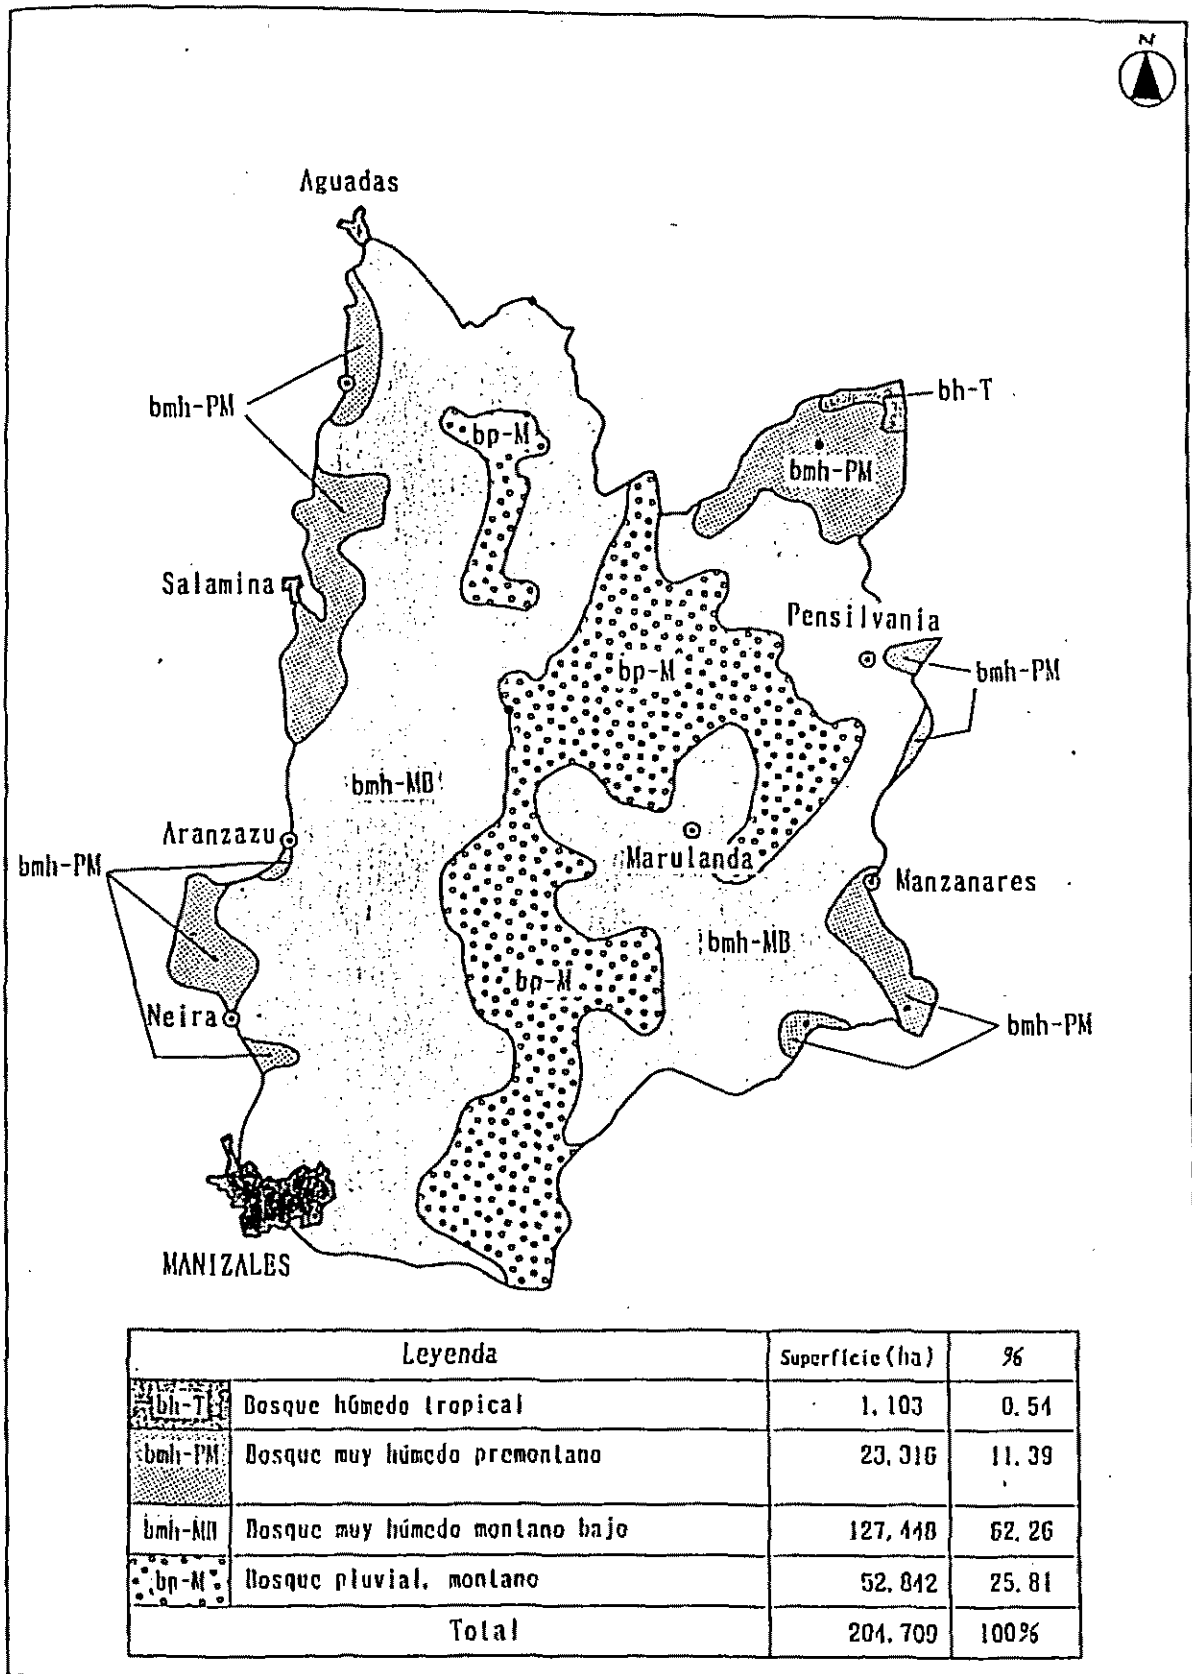 N
Aguadas
bmh-PM
bh-T
bp-M
bmh-PM
Salamina
Pensilvania
bp-M
bmh-PM
bmh-MB
Aranzazu
Marulanda
bmh-PM
Manzanares
bmh-MB
bp-M
Neira
bmh-PM
MANIZALES
Leyenda Superficie (ha) %
bh-T Bosque húmedo tropical 1,103 0.54
bmh-PM Bosque muy húmedo premontano 23,316 11.39
bmh-MB Bosque muy húmedo montano bajo 127,448 62.26
bp-M Bosque pluvial, montano 52,842 25.81
Total 204,709 100%